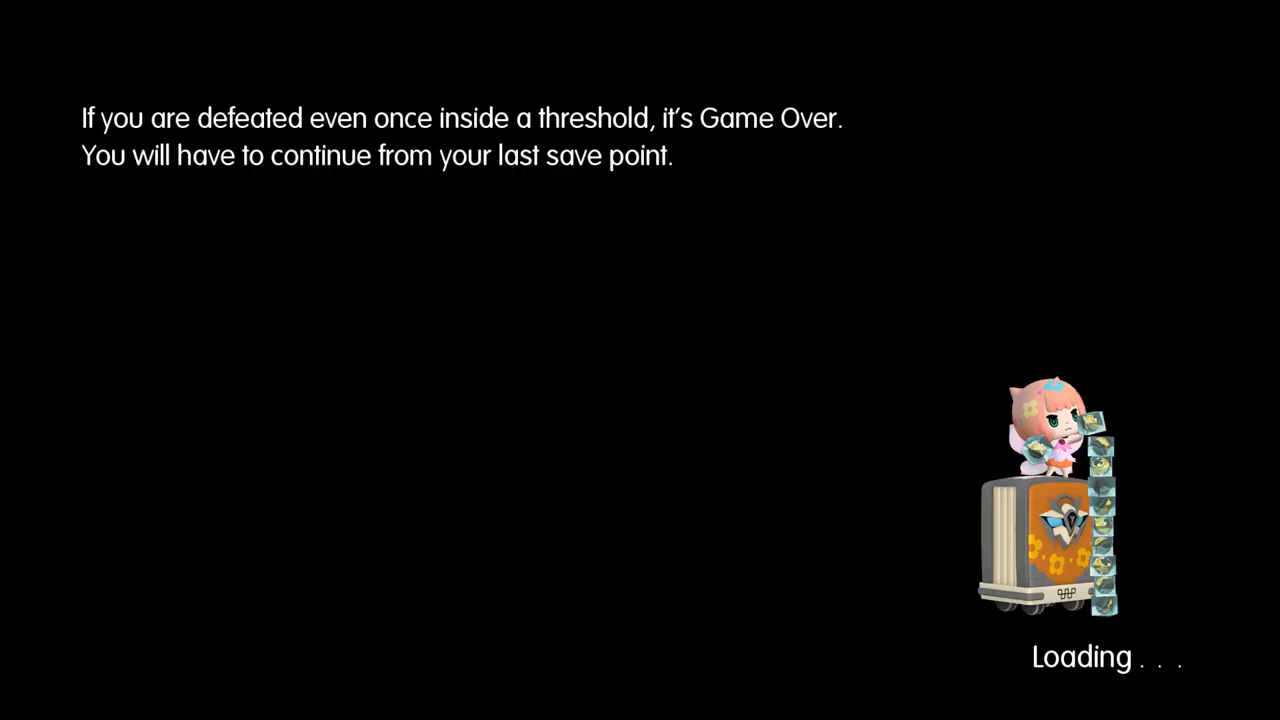 If you are defeated even once inside a threshold, it's Game Over.
You will have to continue from your last save point.
Loading . . .